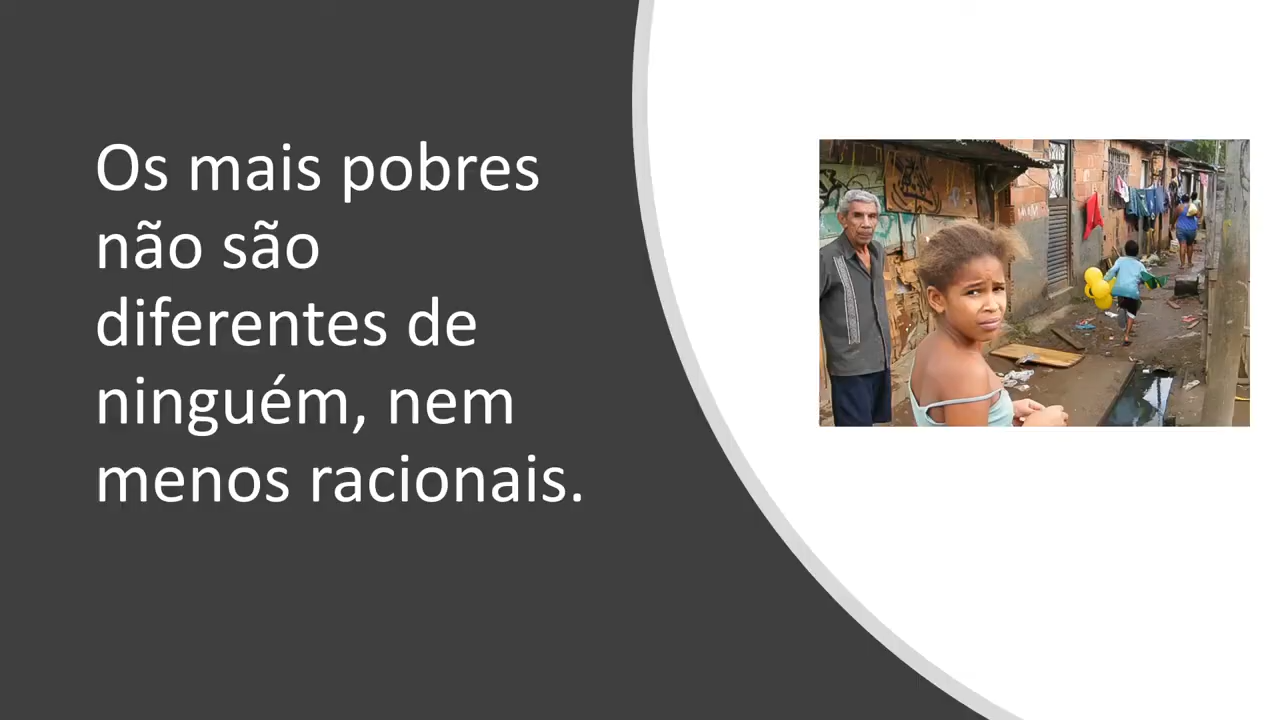 Os mais pobres
não são
diferentes de
ninguém, nem
menos racionais.